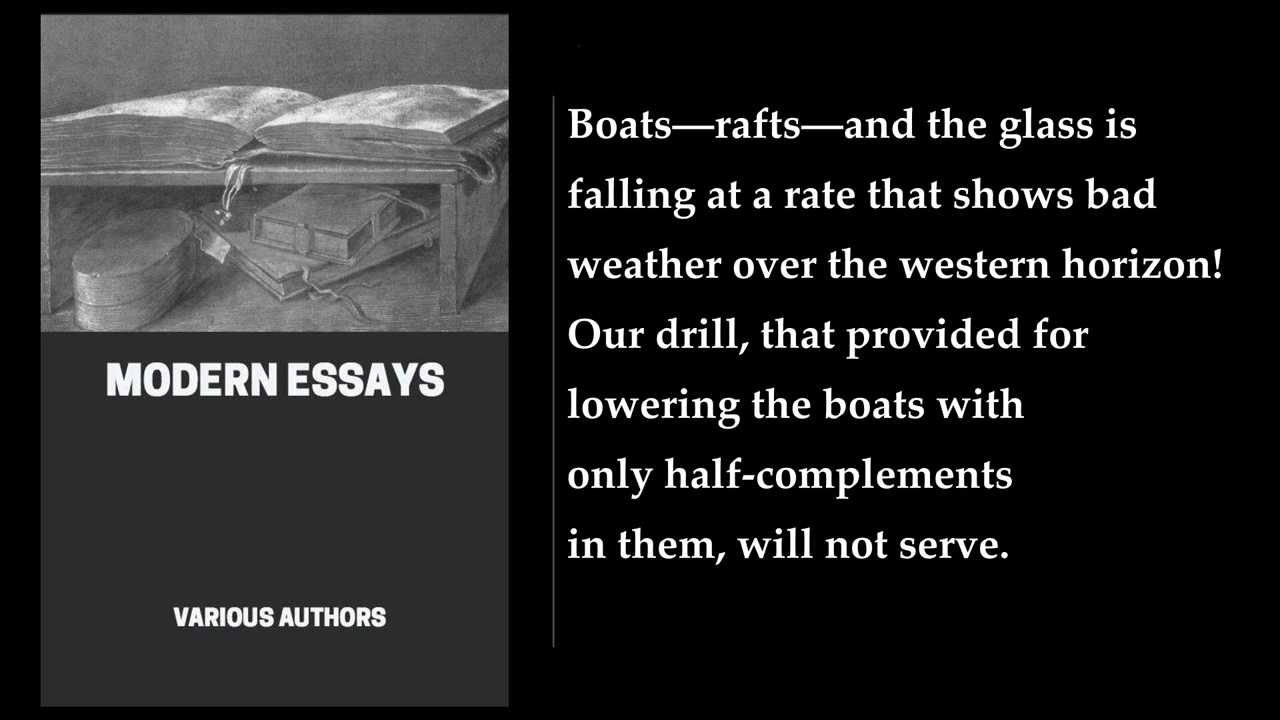 MODERN ESSAYS
VARIOUS AUTHORS
Boats—rafts—and the glass is
falling at a rate that shows bad
weather over the western horizon!
Our drill, that provided for
lowering the boats with
only half-complements
in them, will not serve.